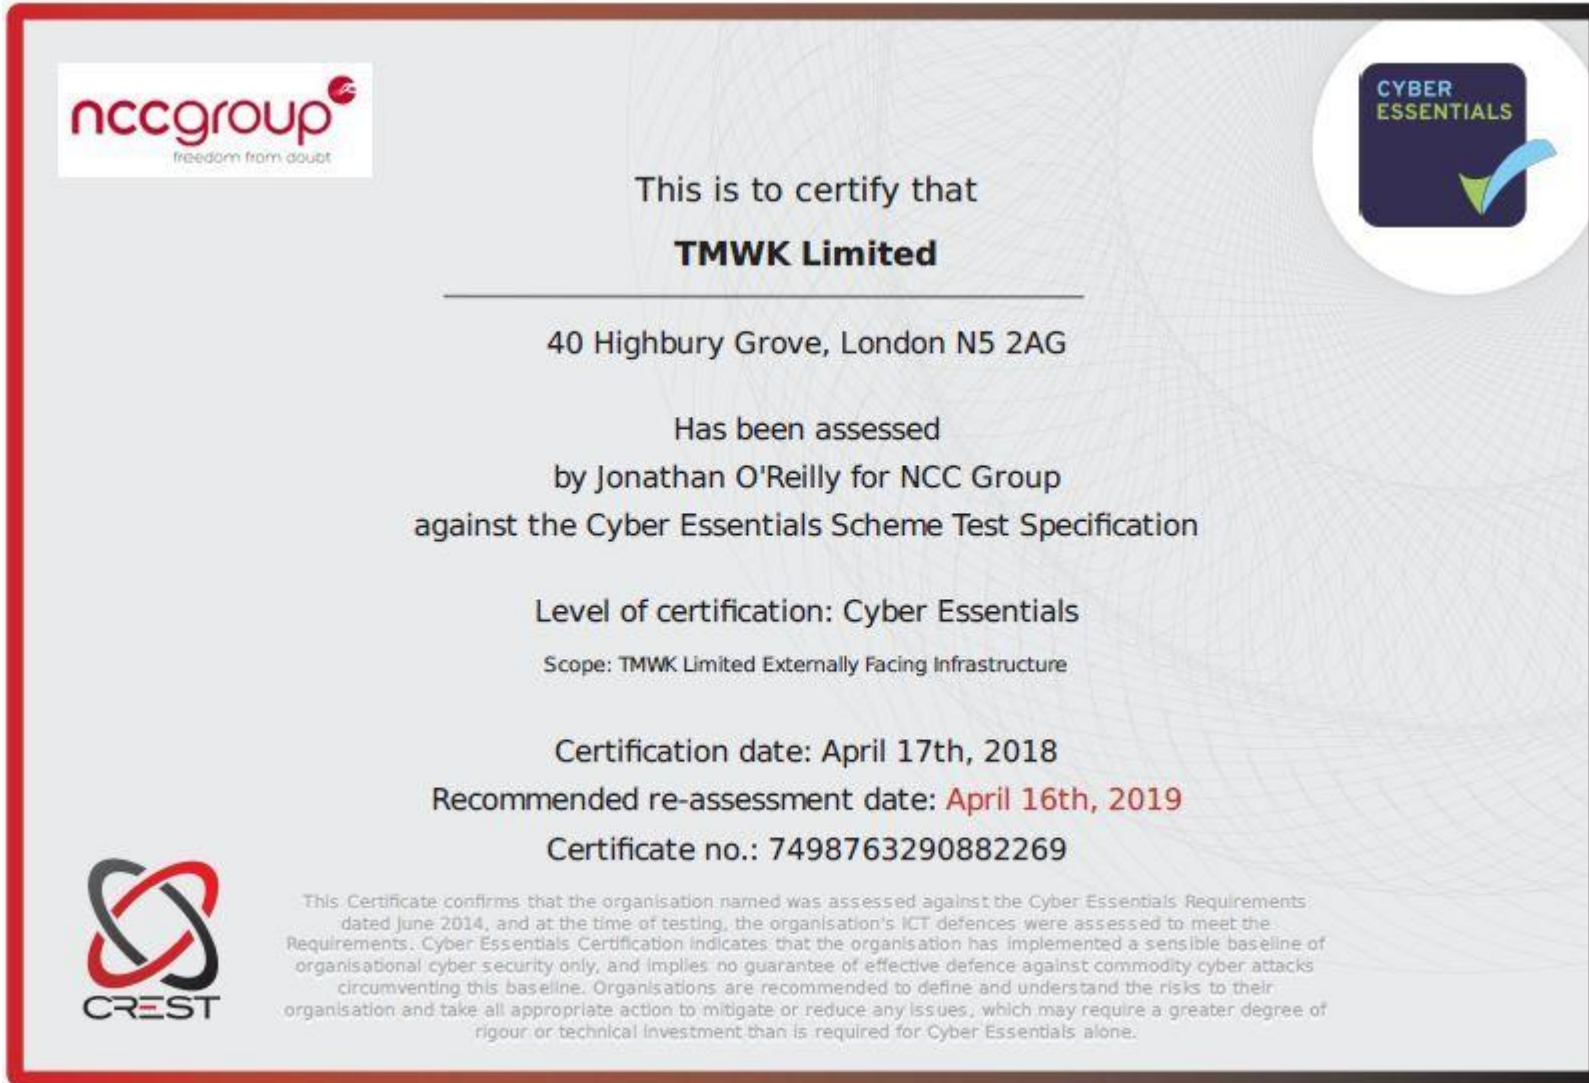 nccgroup
freedom from doubt
CYBER
ESSENTIALS
This is to certify that
TMWK Limited
40 Highbury Grove, London N5 2AG
Has been assessed
by Jonathan O'Reilly for NCC Group
against the Cyber Essentials Scheme Test Specification
Level of certification: Cyber Essentials
Scope: TMWK Limited Externally Facing Infrastructure
Certification date: April 17th, 2018
Recommended re-assessment date: April 16th, 2019
Certificate no.: 7498763290882269
This Certificate confirms that the organisation named was assessed against the Cyber Essentials Requirements
dated June 2014, and at the time of testing, the organisation's ICT defences were assessed to meet the
Requirements. Cyber Essentials Certification indicates that the organisation has implemented a sensible baseline of
organisational cyber security only, and implies no guarantee of effective defence against commodity cyber attacks
circumventing this baseline. Organisations are recommended to define and understand the risks to their
organisation and take all appropriate action to mitigate or reduce any issues, which may require a greater degree of
rigour or technical investment than is required for Cyber Essentials alone.
CREST